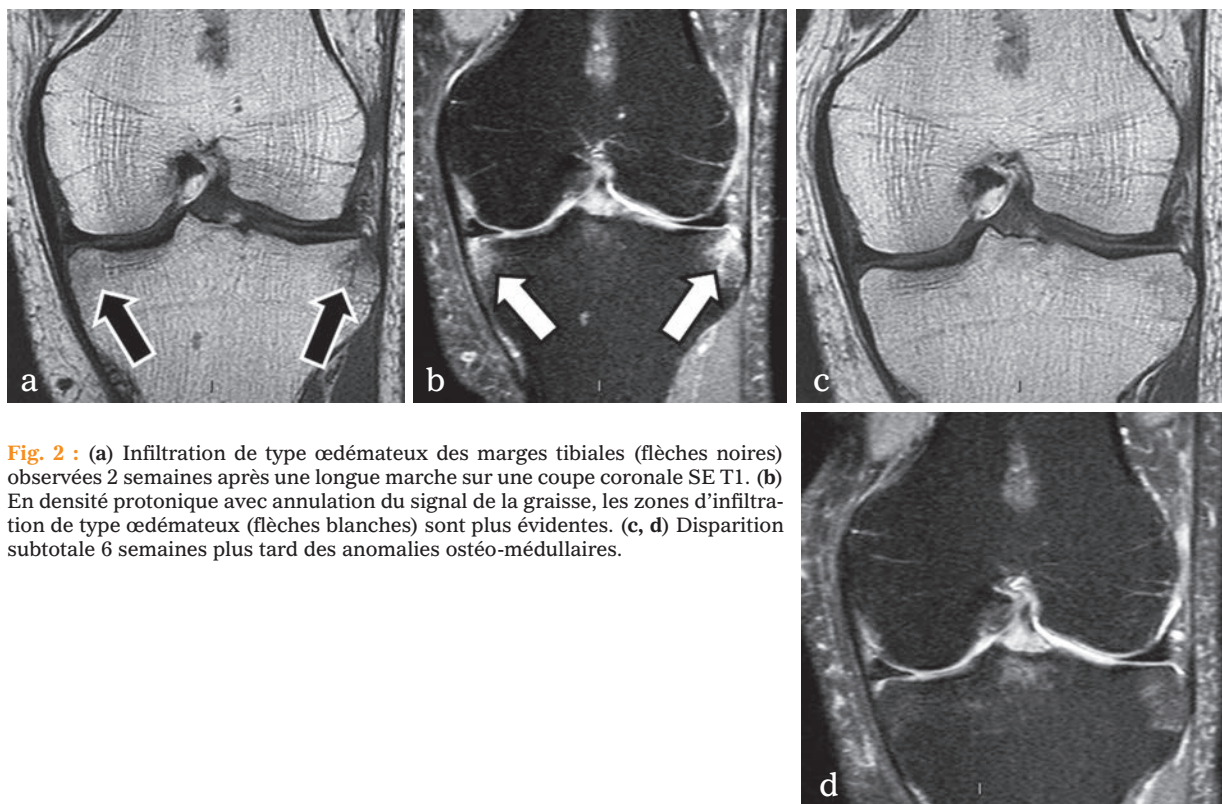 a
b
c
Fig. 2 : (a) Infiltration de type œdémateux des marges tibiales (flèches noires)
observées 2 semaines après une longue marche sur une coupe coronale SE T1. (b)
En densité protonique avec annulation du signal de la graisse, les zones d’infiltra-
tion de type œdémateux (flèches blanches) sont plus évidentes. (c, d) Disparition
subtotale 6 semaines plus tard des anomalies ostéo-médullaires.
d